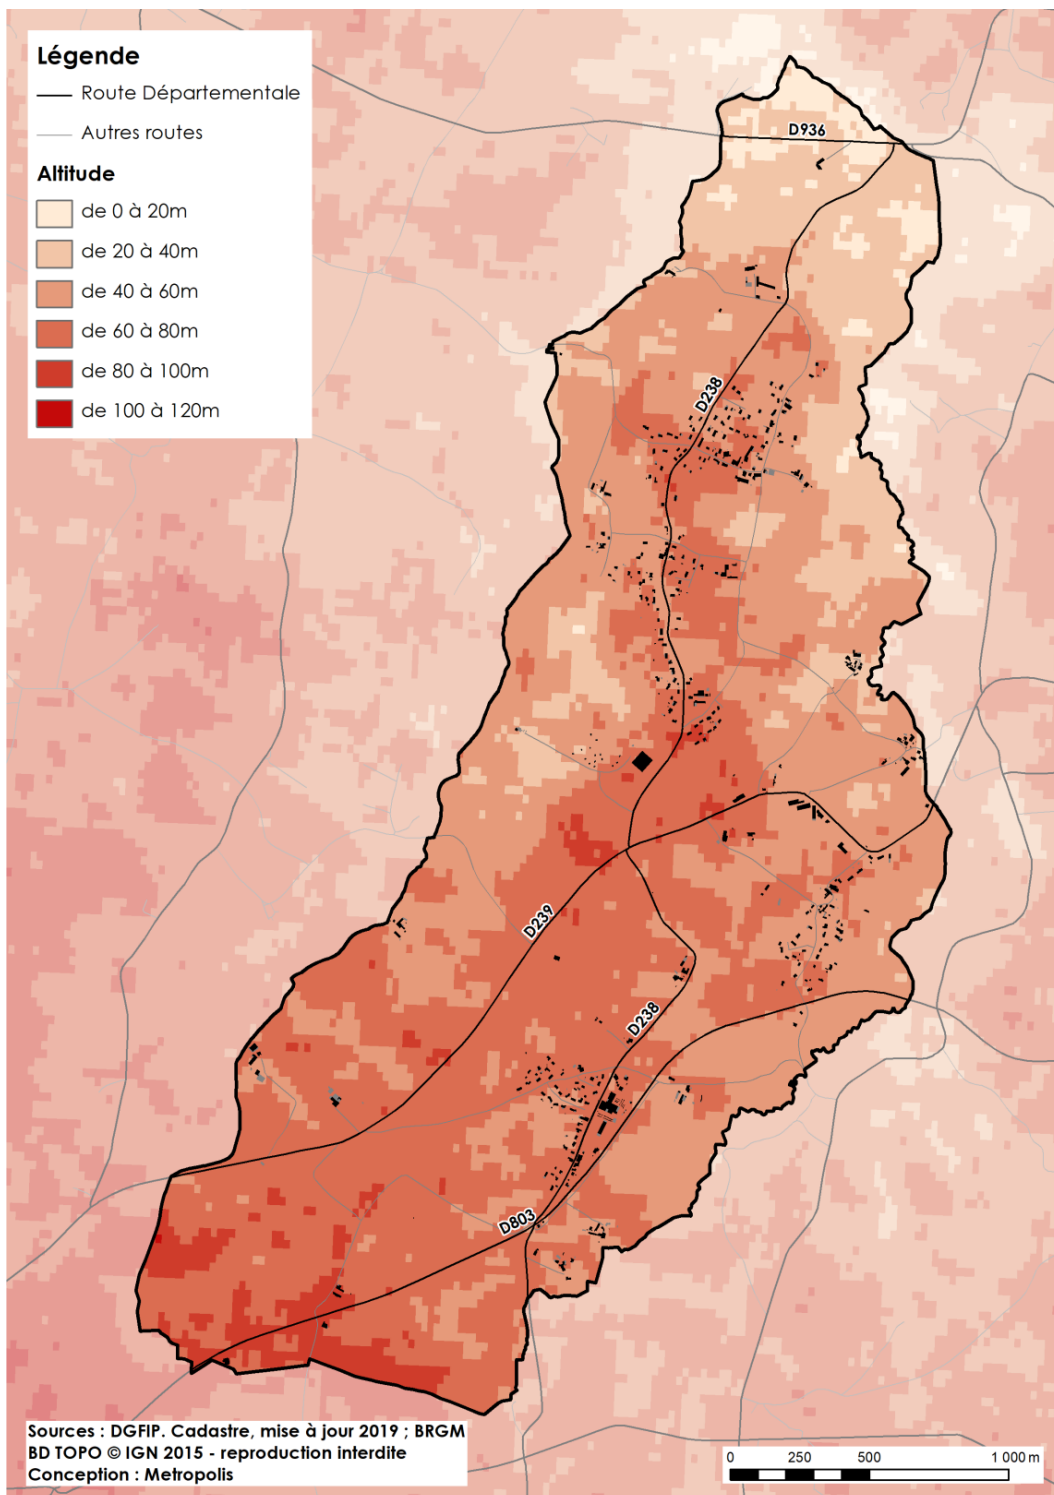 Légende
Route Départementale
Autres routes
Altitude
de 0 à 20m
de 20 à 40m
de 40 à 60m
de 60 à 80m
de 80 à 100m
de 100 à 120m
D936
D238
D239
D238
D803
Sources : DGFIP. Cadastre, mise à jour 2019 ; BRGM
BD TOPO © IGN 2015 - reproduction interdite
Conception : Metropolis
0 250 500 1 000 m